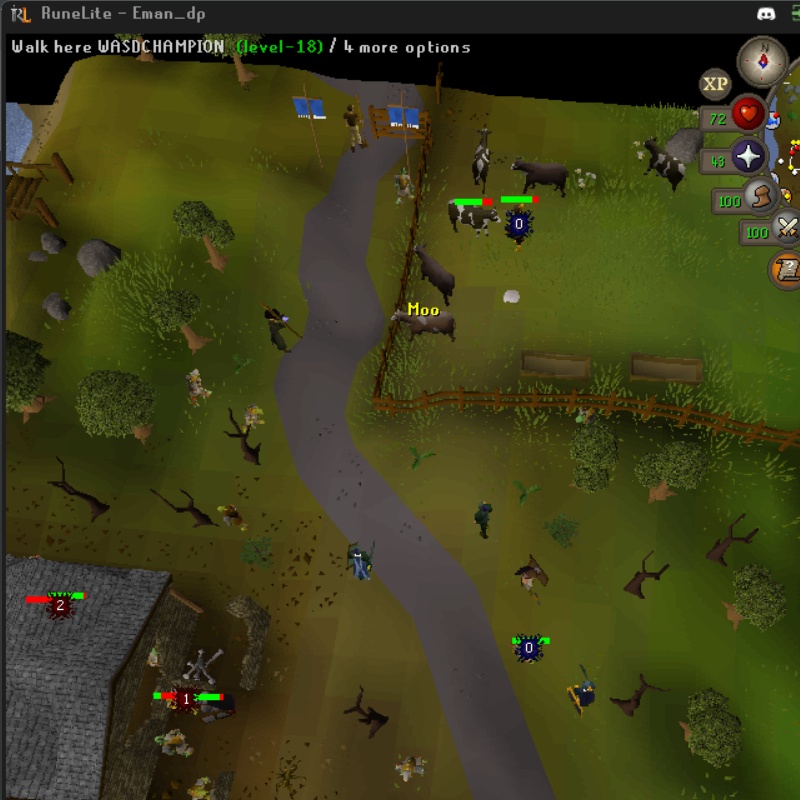 RuneLite - Eman_dp
Walk here WASDCHAMPION (level-18) / 4 more options
N
XP
72
43
100
100
?
0
Moo
2
0
1